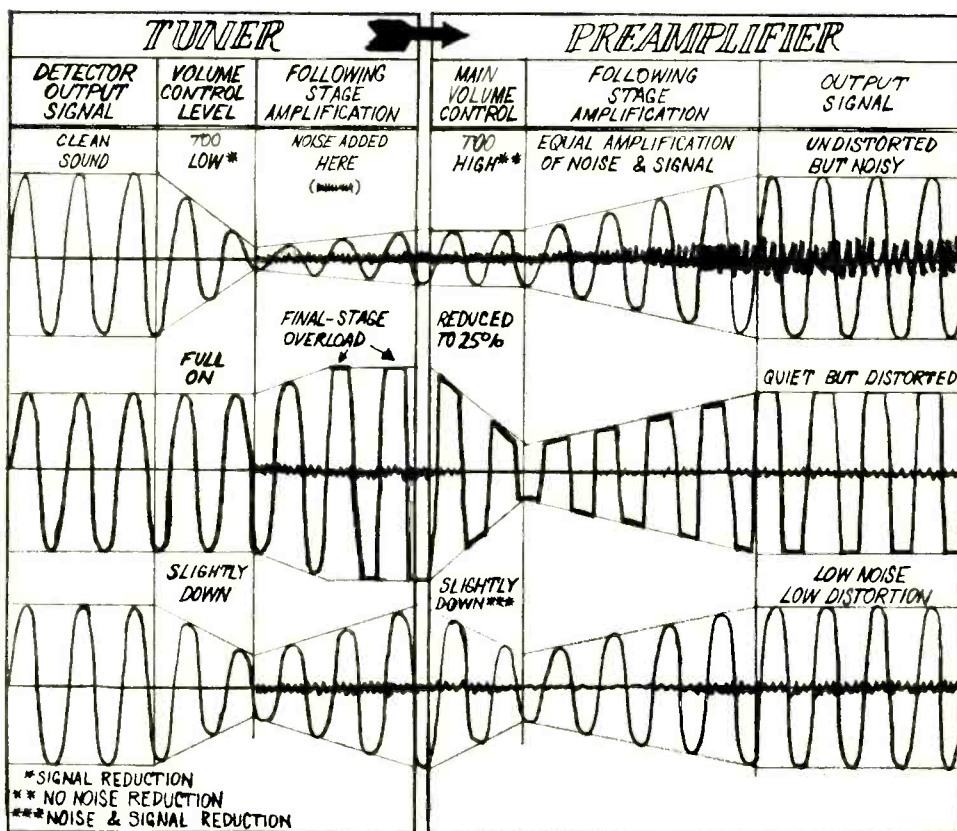 TUNER
PREAMPLIFIER
DETECTOR
OUTPUT
SIGNAL
VOLUME
CONTROL
LEVEL
FOLLOWING
STAGE
AMPLIFICATION
MAIN
VOLUME
CONTROL
FOLLOWING
STAGE
AMPLIFICATION
OUTPUT
SIGNAL
CLEAN
SOUND
TOO
LOW*
NOISE ADDED
HERE
TOO
HIGH**
EQUAL AMPLIFICATION
OF NOISE & SIGNAL
UNDISTORTED
BUT NOISY
FULL
ON
FINAL-STAGE
OVERLOAD
REDUCED
TO 25%
QUIET BUT DISTORTED
SLIGHTLY
DOWN
SLIGHTLY
DOWN***
LOW NOISE
LOW DISTORTION
*SIGNAL REDUCTION
** NO NOISE REDUCTION
***NOISE & SIGNAL REDUCTION